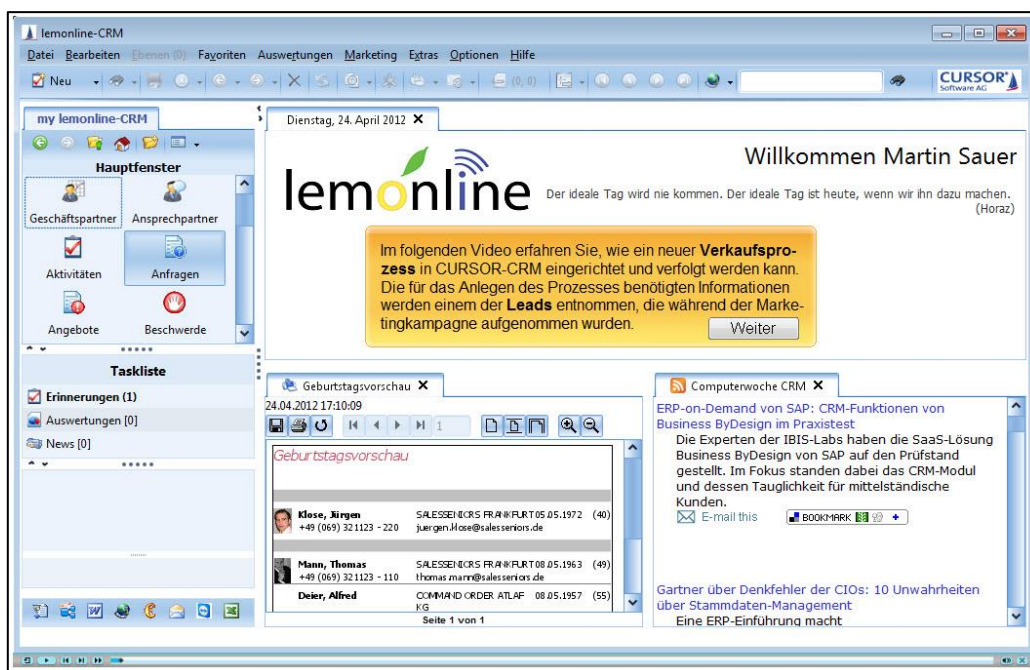 lemonline-CRM
Datei Bearbeiten Ebenen (0) Favoriten Auswertungen Marketing Extras Optionen Hilfe
Neu (0, 0) CURSOR
Software AG
my lemonline-CRM
Hauptfenster
Geschäftspartner Ansprechpartner
Aktivitäten Anfragen
Angebote Beschwerde
Taskliste
Erinnerungen (1)
Auswertungen [0]
News [0]
Dienstag, 24. April 2012
lemonline
Willkommen Martin Sauer
Der ideale Tag wird nie kommen. Der ideale Tag ist heute, wenn wir ihn dazu machen.
(Horaz)
Im folgenden Video erfahren Sie, wie ein neuer Verkaufspro-
zess in CURSOR-CRM eingerichtet und verfolgt werden kann.
Die für das Anlegen des Prozesses benötigten Informationen
werden einem der Leads entnommen, die während der Marke-
tingkampagne aufgenommen wurden.
Weiter
Geburtstagsvorschau
24.04.2012 17:10:09
1
Geburtstagsvorschau
Klose, Jürgen SALESSENIORS FRANKFURT 05.05.1972 (40)
+49 (069) 321123 - 220 juergen.klose@salesseniors.de
Mann, Thomas SALESSENIORS FRANKFURT 08.05.1963 (49)
+49 (069) 321123 - 110 thomas.mann@salesseniors.de
Deier, Alfred COMMAND ORDER ATLAF 08.05.1957 (55)
KG
Seite 1 von 1
Computerwoche CRM
ERP-on-Demand von SAP: CRM-Funktionen von
Business ByDesign im Praxistest
Die Experten der IBIS-Labs haben die SaaS-Lösung
Business ByDesign von SAP auf den Prüfstand
gestellt. Im Fokus standen dabei das CRM-Modul
und dessen Tauglichkeit für mittelständische
Kunden.
E-mail this BOOKMARK
Gartner über Denkfehler der CIOs: 10 Unwahrheiten
über Stammdaten-Management
Eine ERP-Einführung macht